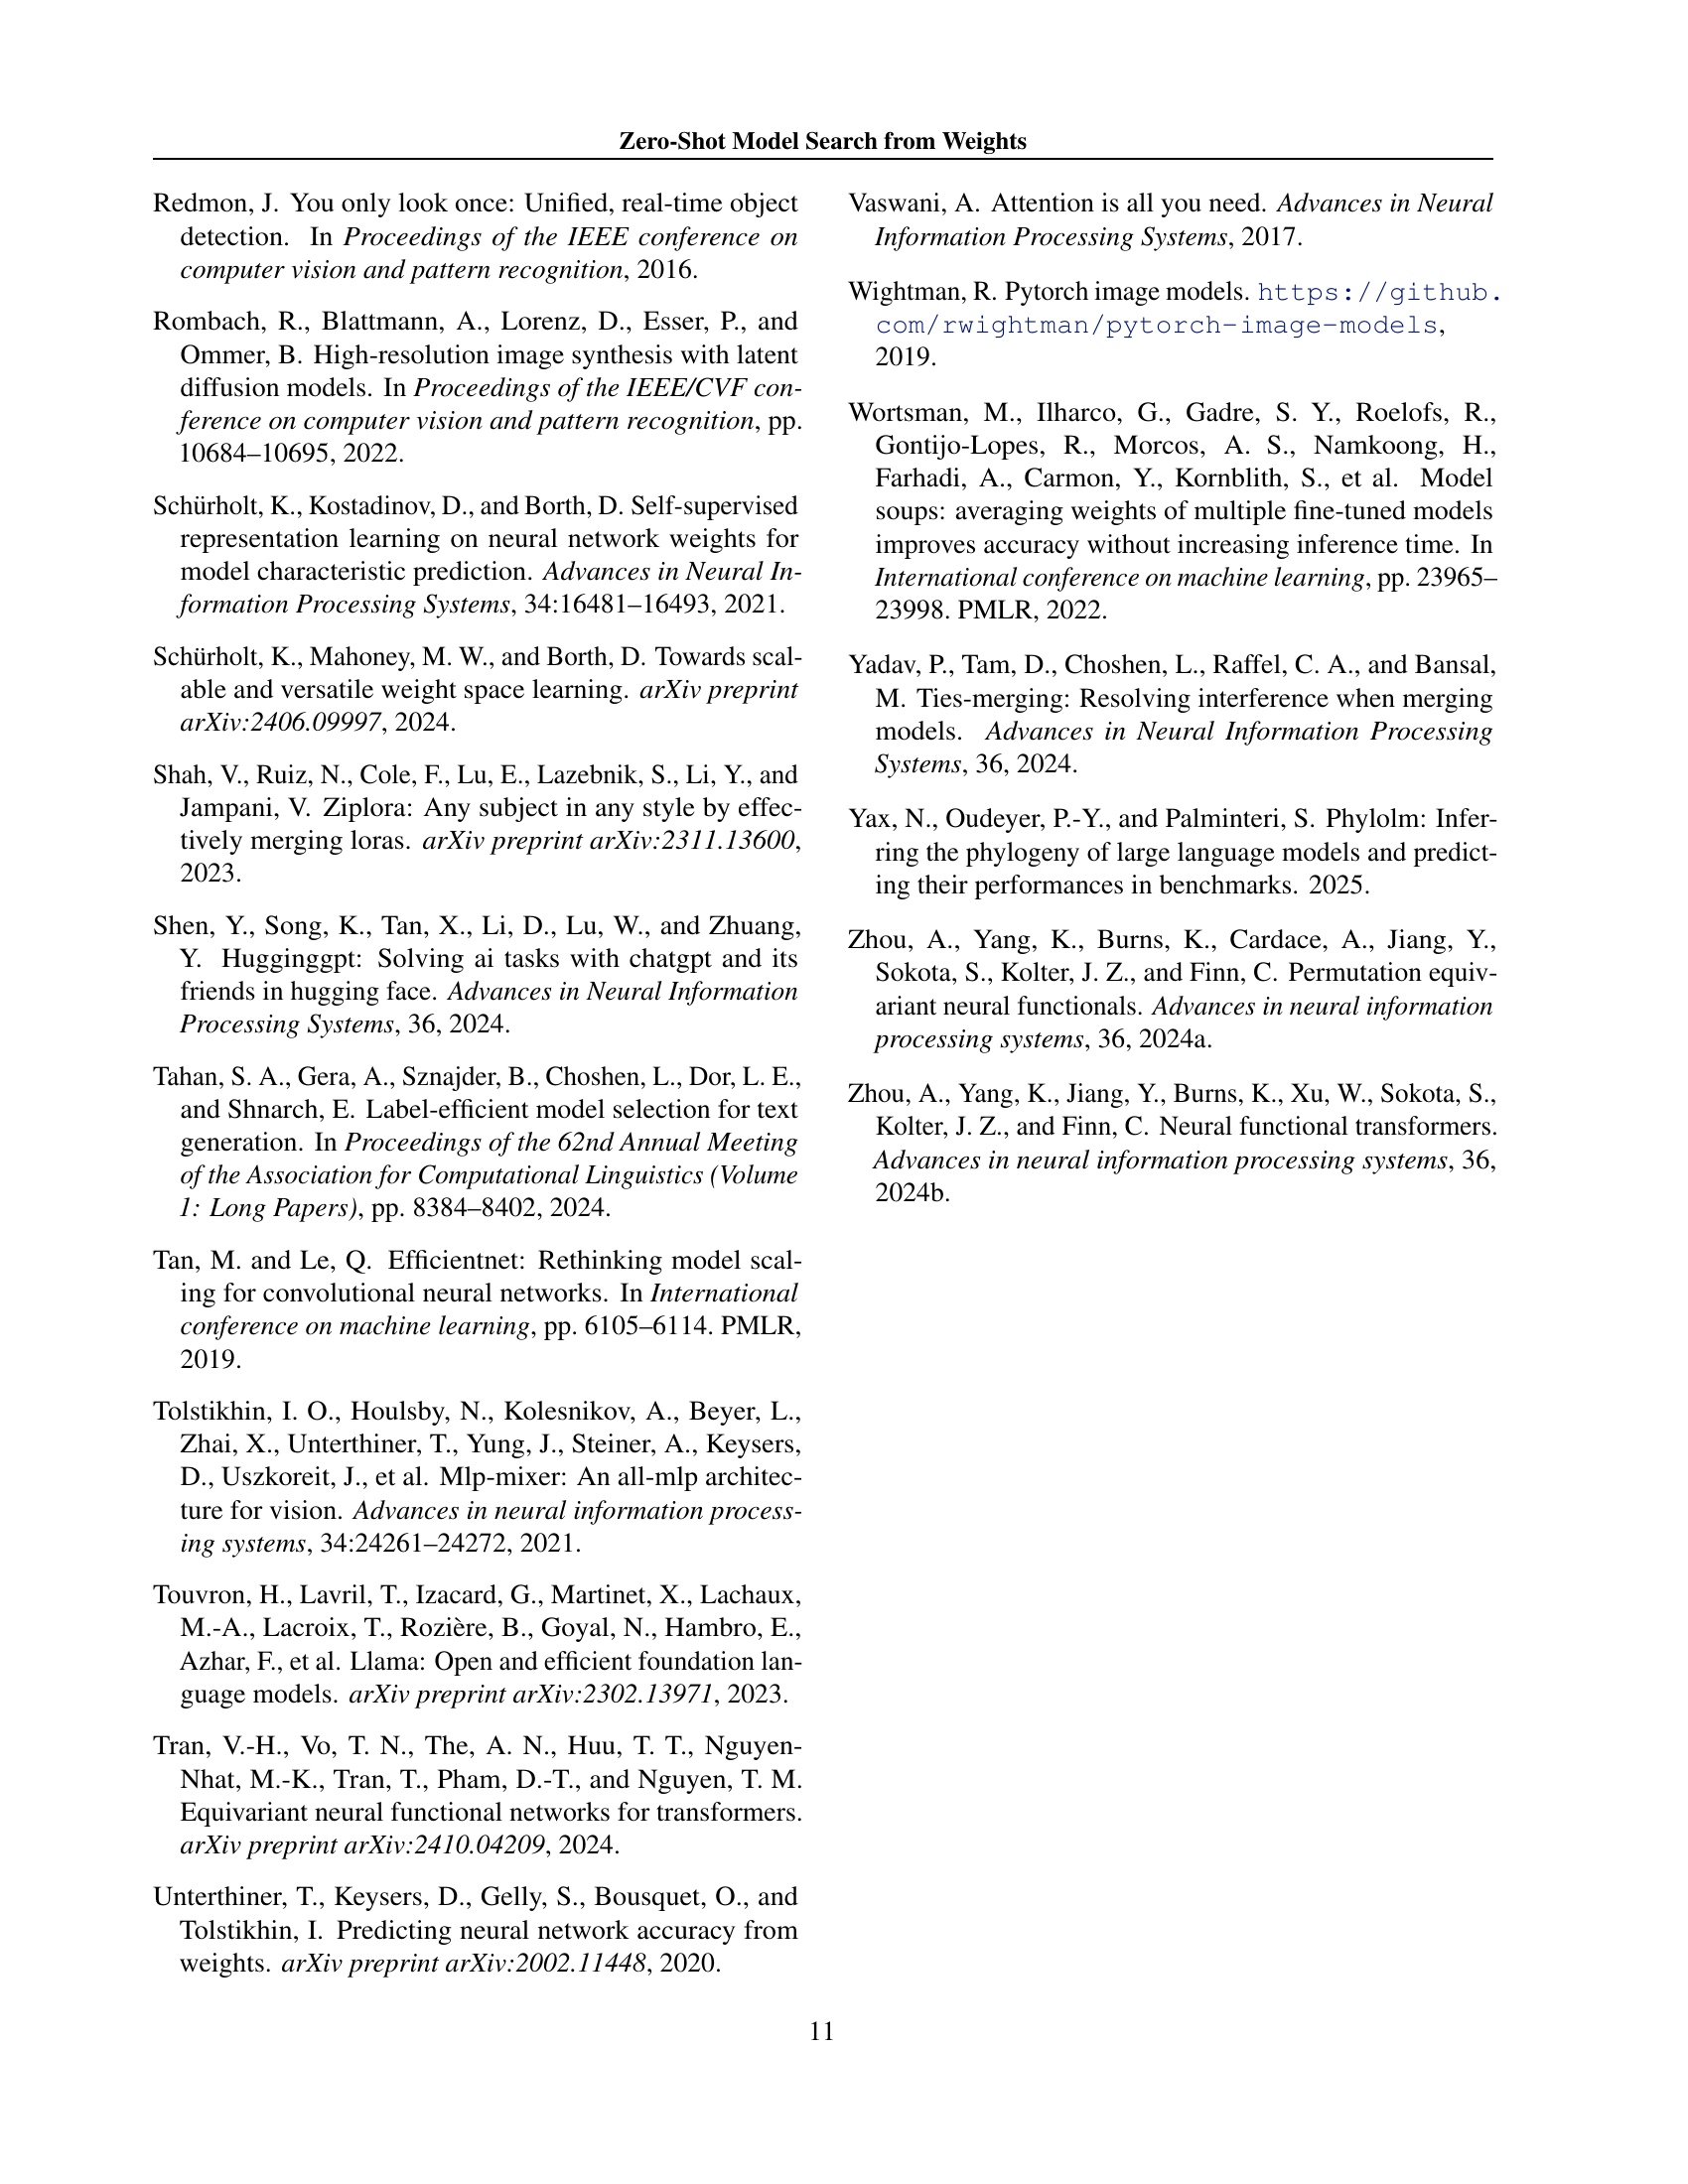 Zero-Shot Model Search from Weights
Redmon, J. You only look once: Unified, real-time object
detection. In Proceedings of the IEEE conference on
computer vision and pattern recognition, 2016.
Rombach, R., Blattmann, A., Lorenz, D., Esser, P., and
Ommer, B. High-resolution image synthesis with latent
diffusion models. In Proceedings of the IEEE/CVF con-
ference on computer vision and pattern recognition, pp.
10684–10695, 2022.
Schürholt, K., Kostadinov, D., and Borth, D. Self-supervised
representation learning on neural network weights for
model characteristic prediction. Advances in Neural In-
formation Processing Systems, 34:16481–16493, 2021.
Schürholt, K., Mahoney, M. W., and Borth, D. Towards scal-
able and versatile weight space learning. arXiv preprint
arXiv:2406.09997, 2024.
Shah, V., Ruiz, N., Cole, F., Lu, E., Lazebnik, S., Li, Y., and
Jampani, V. Ziplora: Any subject in any style by effec-
tively merging loras. arXiv preprint arXiv:2311.13600,
2023.
Shen, Y., Song, K., Tan, X., Li, D., Lu, W., and Zhuang,
Y. Hugginggpt: Solving ai tasks with chatgpt and its
friends in hugging face. Advances in Neural Information
Processing Systems, 36, 2024.
Tahan, S. A., Gera, A., Sznajder, B., Choshen, L., Dor, L. E.,
and Shnarch, E. Label-efficient model selection for text
generation. In Proceedings of the 62nd Annual Meeting
of the Association for Computational Linguistics (Volume
1: Long Papers), pp. 8384–8402, 2024.
Tan, M. and Le, Q. Efficientnet: Rethinking model scal-
ing for convolutional neural networks. In International
conference on machine learning, pp. 6105–6114. PMLR,
2019.
Tolstikhin, I. O., Houlsby, N., Kolesnikov, A., Beyer, L.,
Zhai, X., Unterthiner, T., Yung, J., Steiner, A., Keysers,
D., Uszkoreit, J., et al. Mlp-mixer: An all-mlp architec-
ture for vision. Advances in neural information process-
ing systems, 34:24261–24272, 2021.
Touvron, H., Lavril, T., Izacard, G., Martinet, X., Lachaux,
M.-A., Lacroix, T., Rozière, B., Goyal, N., Hambro, E.,
Azhar, F., et al. Llama: Open and efficient foundation lan-
guage models. arXiv preprint arXiv:2302.13971, 2023.
Tran, V.-H., Vo, T. N., The, A. N., Huu, T. T., Nguyen-
Nhat, M.-K., Tran, T., Pham, D.-T., and Nguyen, T. M.
Equivariant neural functional networks for transformers.
arXiv preprint arXiv:2410.04209, 2024.
Unterthiner, T., Keysers, D., Gelly, S., Bousquet, O., and
Tolstikhin, I. Predicting neural network accuracy from
weights. arXiv preprint arXiv:2002.11448, 2020.
Vaswani, A. Attention is all you need. Advances in Neural
Information Processing Systems, 2017.
Wightman, R. Pytorch image models. https://github.
com/rwightman/pytorch-image-models,
2019.
Wortsman, M., Ilharco, G., Gadre, S. Y., Roelofs, R.,
Gontijo-Lopes, R., Morcos, A. S., Namkoong, H.,
Farhadi, A., Carmon, Y., Kornblith, S., et al. Model
soups: averaging weights of multiple fine-tuned models
improves accuracy without increasing inference time. In
International conference on machine learning, pp. 23965–
23998. PMLR, 2022.
Yadav, P., Tam, D., Choshen, L., Raffel, C. A., and Bansal,
M. Ties-merging: Resolving interference when merging
models. Advances in Neural Information Processing
Systems, 36, 2024.
Yax, N., Oudeyer, P.-Y., and Palminteri, S. Phylolm: Infer-
ring the phylogeny of large language models and predict-
ing their performances in benchmarks. 2025.
Zhou, A., Yang, K., Burns, K., Cardace, A., Jiang, Y.,
Sokota, S., Kolter, J. Z., and Finn, C. Permutation equiv-
ariant neural functionals. Advances in neural information
processing systems, 36, 2024a.
Zhou, A., Yang, K., Jiang, Y., Burns, K., Xu, W., Sokota, S.,
Kolter, J. Z., and Finn, C. Neural functional transformers.
Advances in neural information processing systems, 36,
2024b.
11